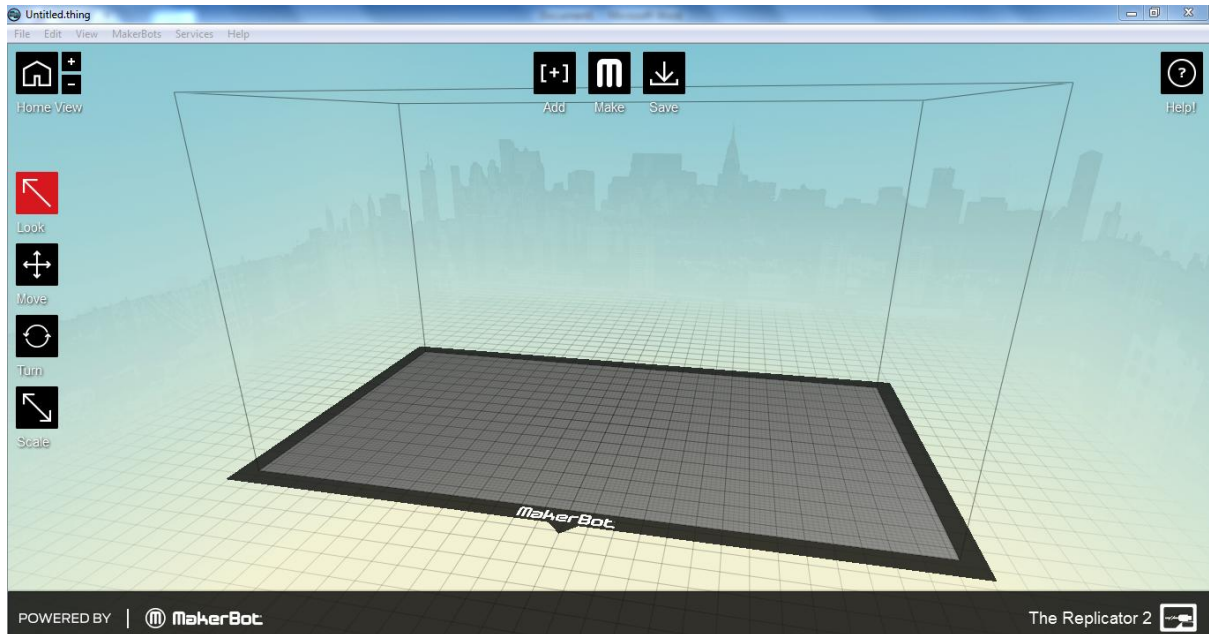 Untitled.thing
File Edit View MakerBots Services Help
[+] M
+
-
?
Home View Add Make Save Help!
Look
Move
Turn
Scale
MakerBot
POWERED BY | M MakerBot. The Replicator 2